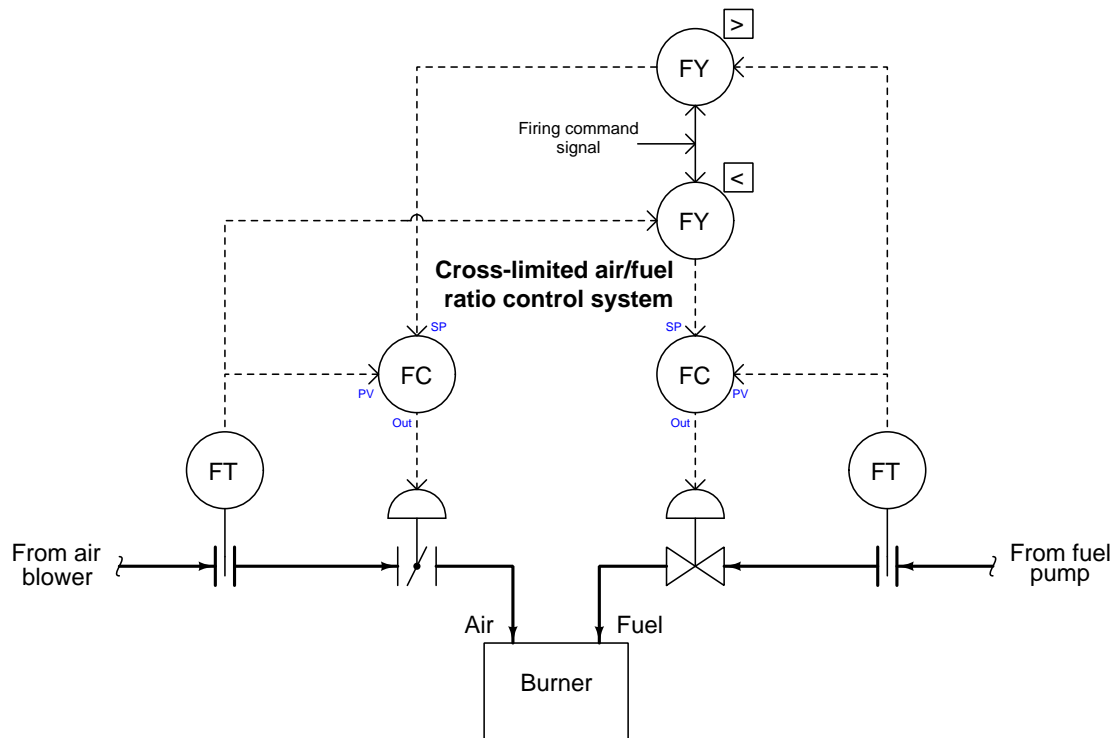 >
FY
Firing command
signal
<
FY
Cross-limited air/fuel
ratio control system
SP
SP
FC
FC
PV
PV
Out
Out
FT
FT
From air
blower
From fuel
pump
Air
Fuel
Burner